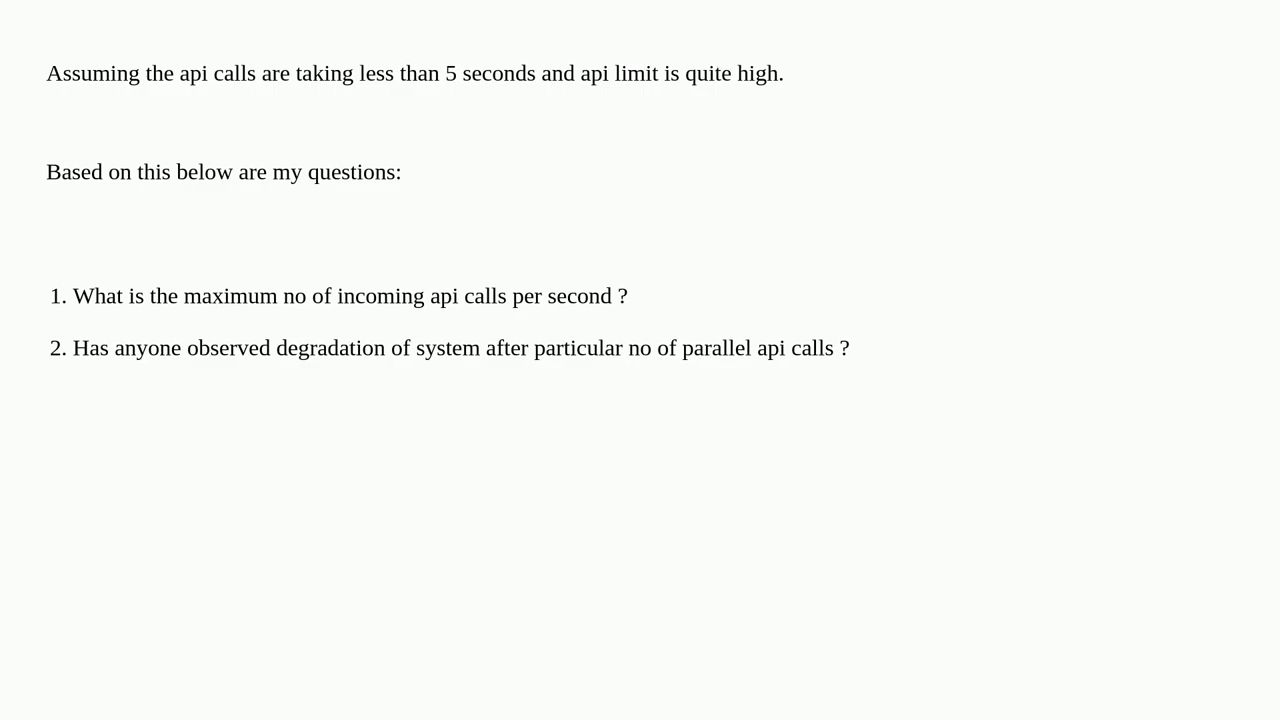 Assuming the api calls are taking less than 5 seconds and api limit is quite high.
Based on this below are my questions:
1. What is the maximum no of incoming api calls per second ?
2. Has anyone observed degradation of system after particular no of parallel api calls ?